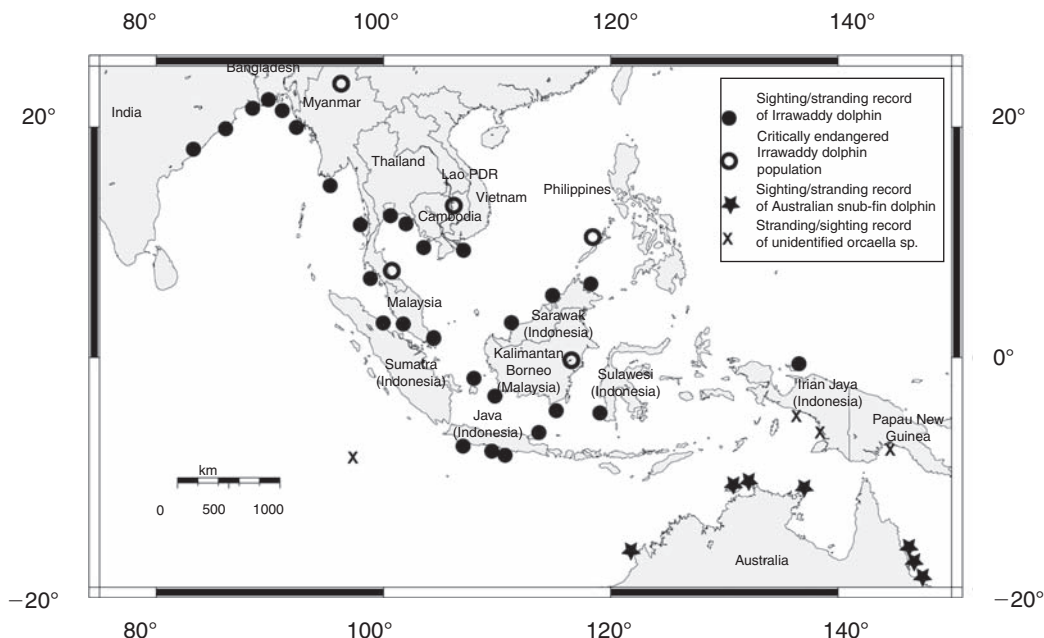 80°
100°
120°
140°
Bangladesh
India
Myanmar
20°
20°
Sighting/stranding record
of Irrawaddy dolphin
Critically endangered
Irrawaddy dolphin
population
Sighting/stranding record
of Australian snub-fin dolphin
Stranding/sighting record
of unidentified orcaella sp.
Thailand
Lao PDR
Vietnam
Cambodia
Philippines
Malaysia
Sarawak
(Indonesia)
0°
0°
Sumatra
(Indonesia)
Kalimantan
Borneo
(Malaysia)
Sulawesi
(Indonesia)
Irian Jaya
(Indonesia)
Java
(Indonesia)
Papau New
Guinea
km
0 500 1000
Australia
−20°
−20°
80°
100°
120°
140°